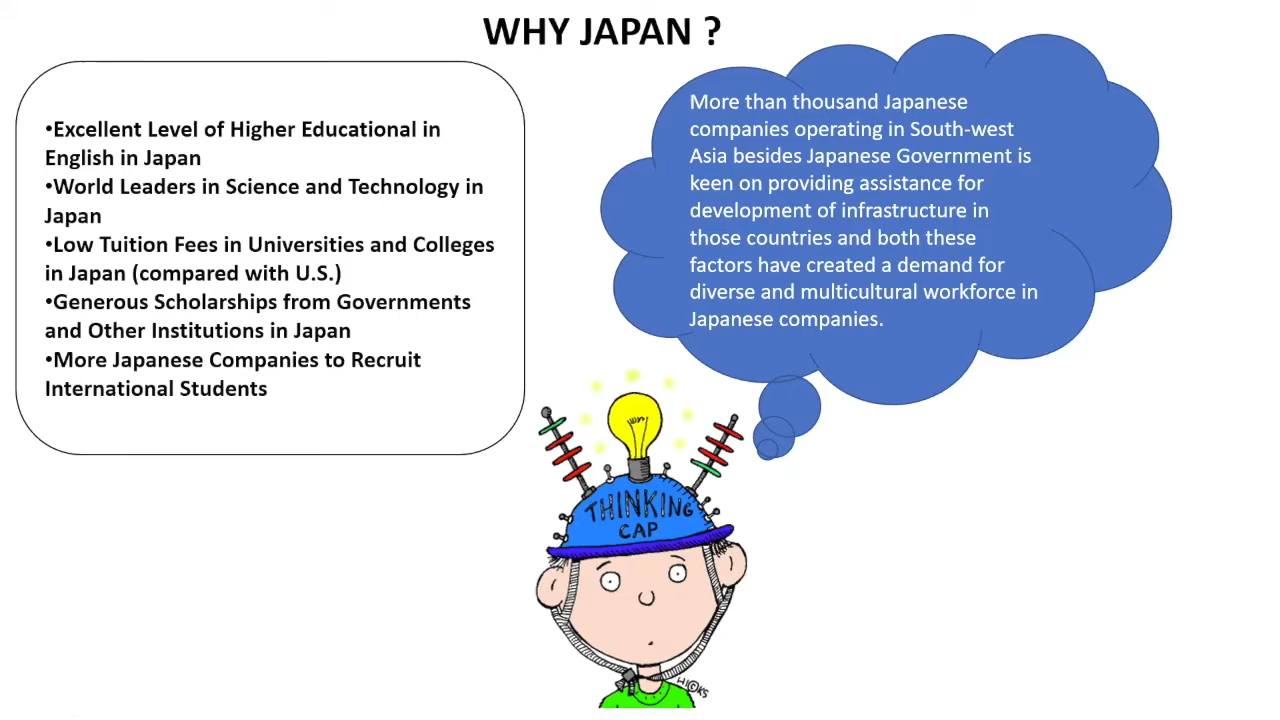 WHY JAPAN ?
•Excellent Level of Higher Educational in
English in Japan
•World Leaders in Science and Technology in
Japan
•Low Tuition Fees in Universities and Colleges
in Japan (compared with U.S.)
•Generous Scholarships from Governments
and Other Institutions in Japan
•More Japanese Companies to Recruit
International Students
More than thousand Japanese
companies operating in South-west
Asia besides Japanese Government is
keen on providing assistance for
development of infrastructure in
those countries and both these
factors have created a demand for
diverse and multicultural workforce in
Japanese companies.
THINKING
CAP
HICKS